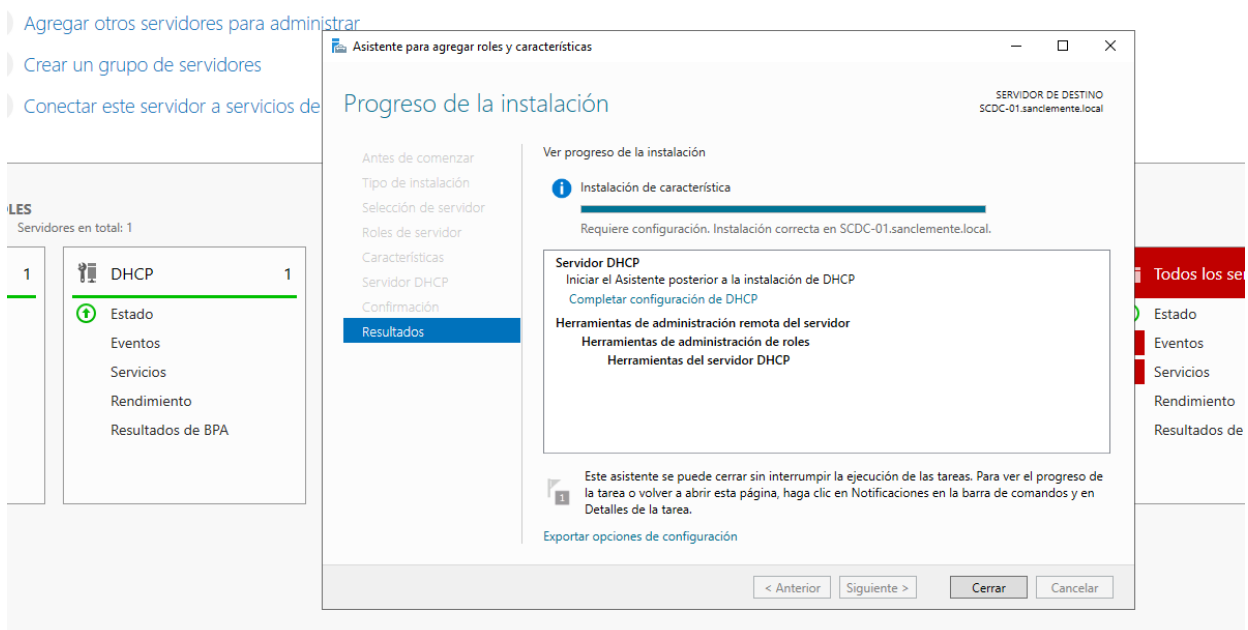 Agregar otros servidores para administrar
Crear un grupo de servidores
Conectar este servidor a servicios de
LES
Servidores en total: 1
1
DHCP 1
Estado
Eventos
Servicios
Rendimiento
Resultados de BPA
Asistente para agregar roles y características
Progreso de la instalación
SERVIDOR DE DESTINO
SCDC-01.sanclemente.local
Antes de comenzar
Tipo de instalación
Selección de servidor
Roles de servidor
Características
Servidor DHCP
Confirmación
Resultados
Ver progreso de la instalación
Instalación de característica
Requiere configuración. Instalación correcta en SCDC-01.sanclemente.local.
Servidor DHCP
Iniciar el Asistente posterior a la instalación de DHCP
Completar configuración de DHCP
Herramientas de administración remota del servidor
Herramientas de administración de roles
Herramientas del servidor DHCP
1
Este asistente se puede cerrar sin interrumpir la ejecución de las tareas. Para ver el progreso de
la tarea o volver a abrir esta página, haga clic en Notificaciones en la barra de comandos y en
Detalles de la tarea.
Exportar opciones de configuración
< Anterior Siguiente > Cerrar Cancelar
Todos los ser
Estado
Eventos
Servicios
Rendimiento
Resultados de